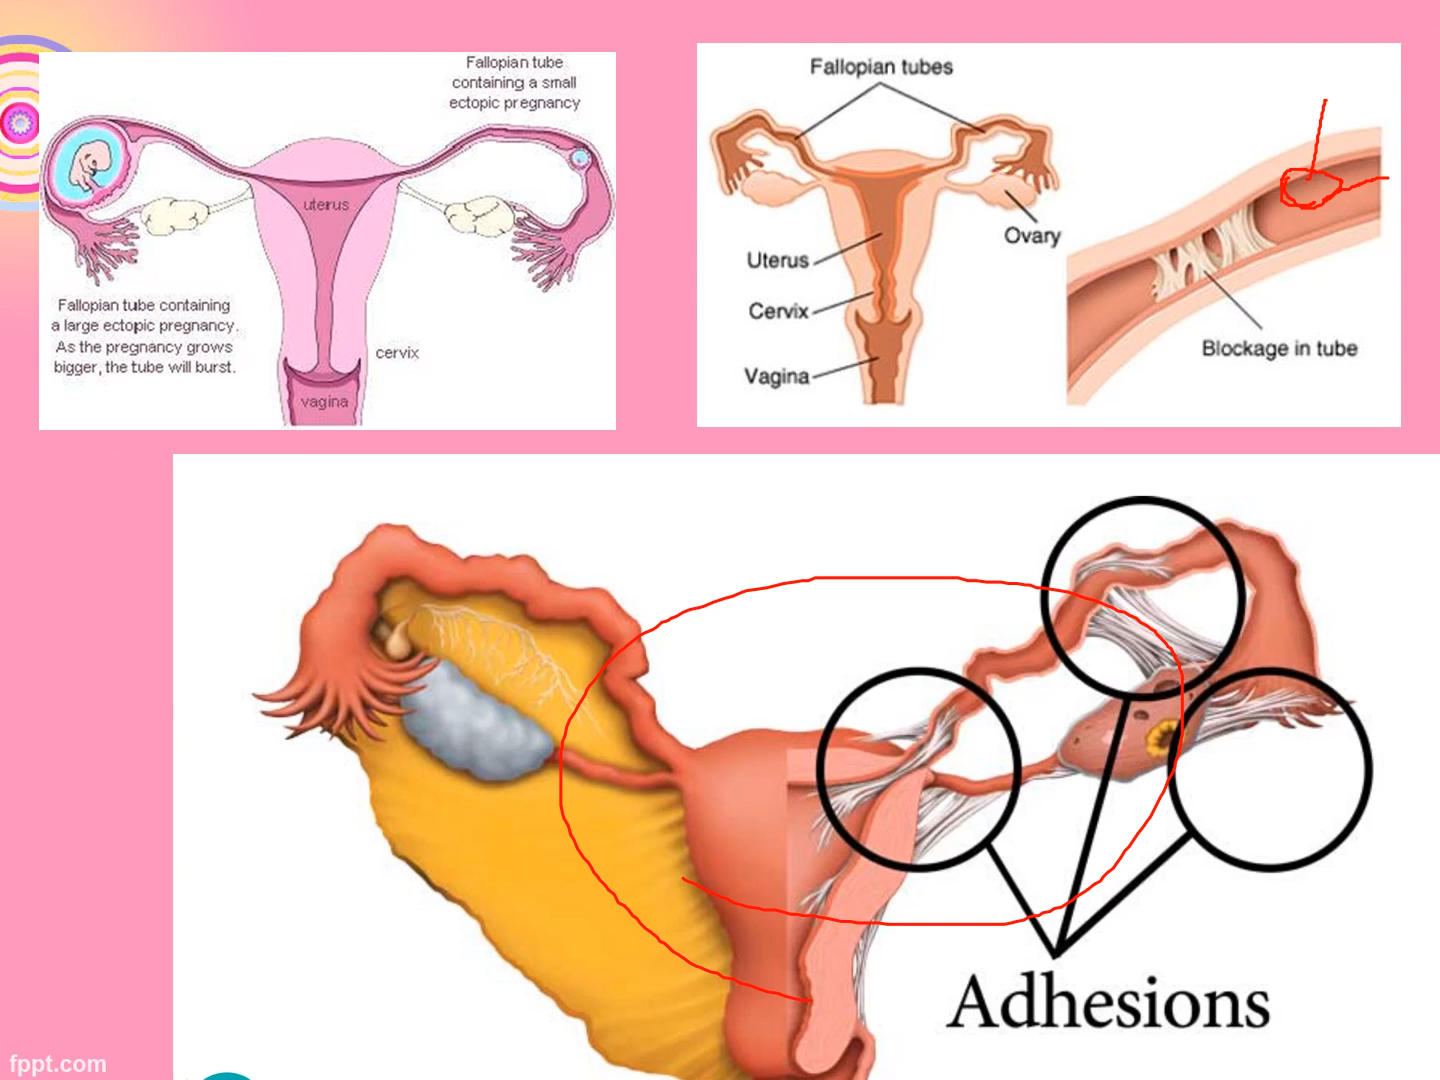 Fallopian tube
containing a small
ectopic pregnancy
uterus
Fallopian tube containing
a large ectopic pregnancy.
As the pregnancy grows
bigger, the tube will burst.
cervix
vagina
Fallopian tubes
Ovary
Uterus
Cervix
Vagina
Blockage in tube
Adhesions
fppt.com